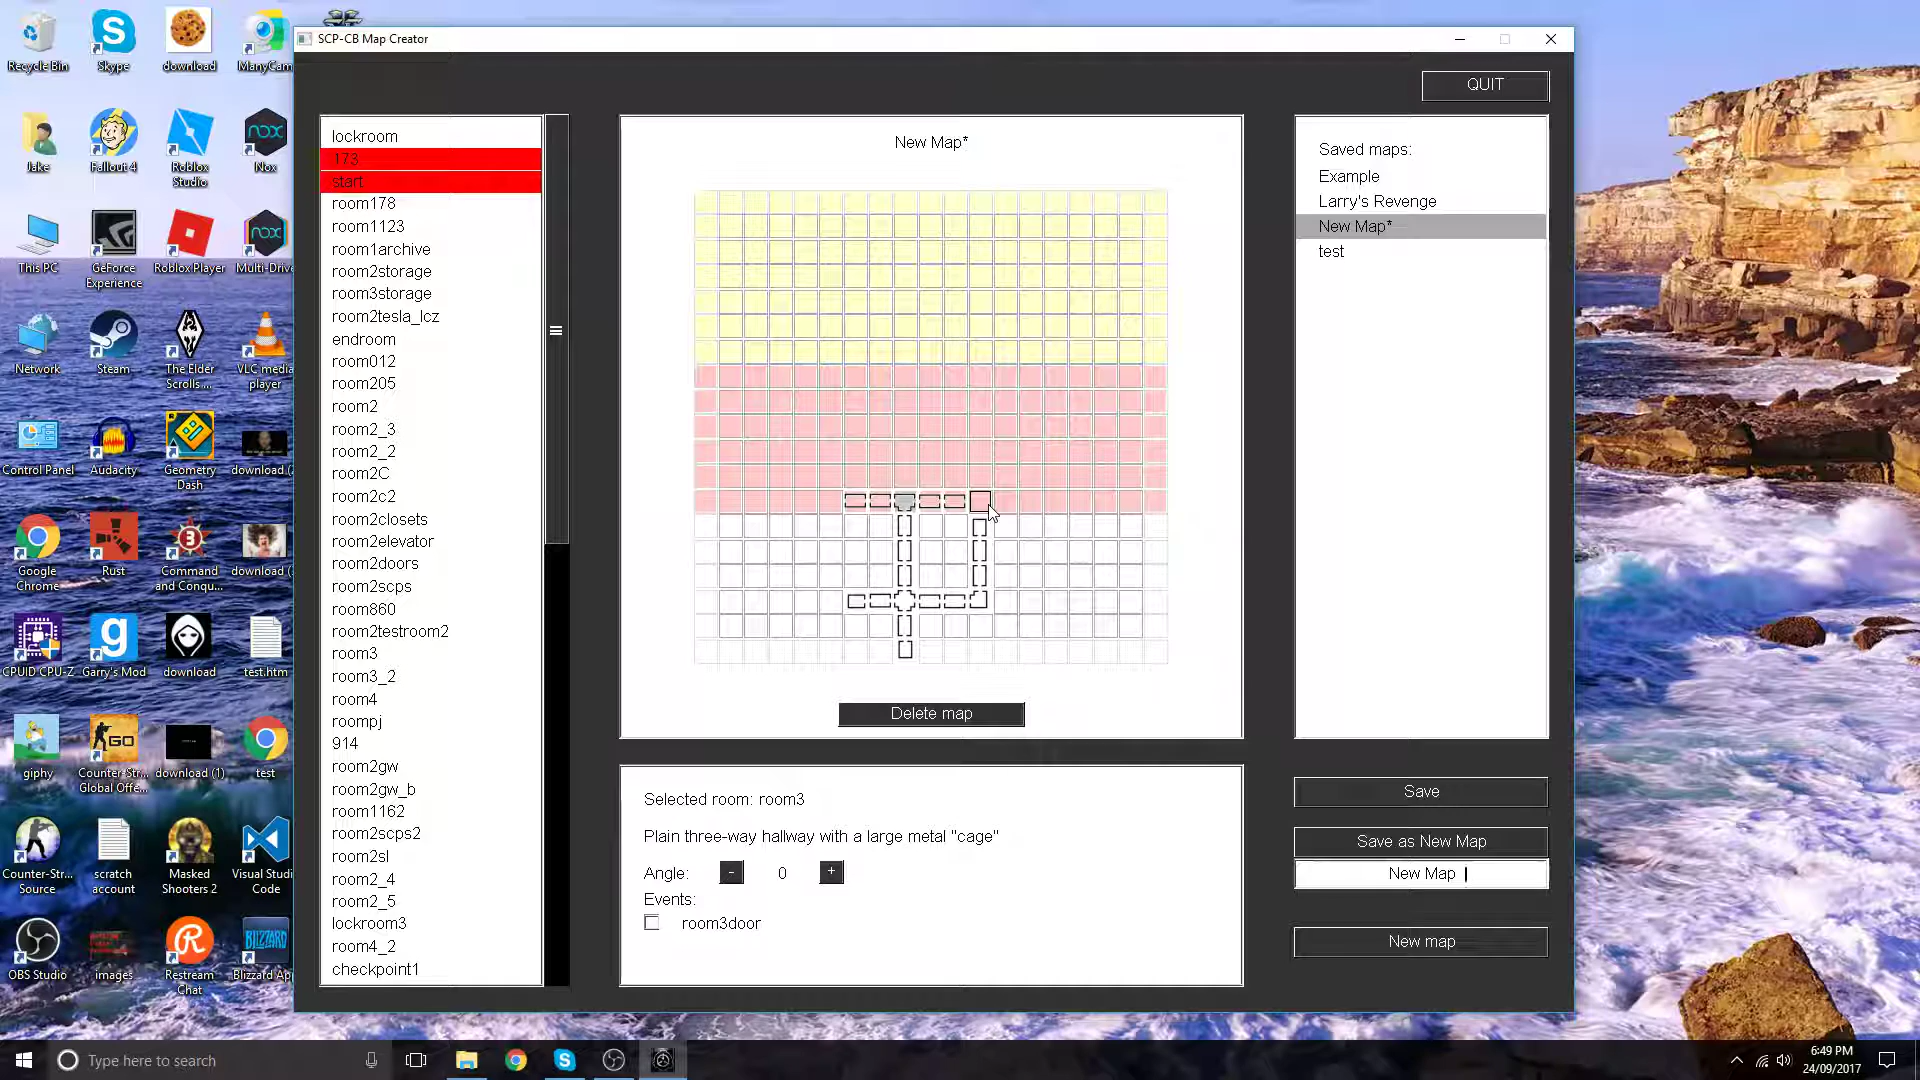 SCP-CB Map Creator
QUIT
lockroom
173
start
room178
room1123
room1archive
room2storage
room3storage
room2tesla_lcz
endroom
room012
room205
room2
room2_3
room2_2
room2C
room2c2
room2closets
room2elevator
room2doors
room2scps
room860
room2testroom2
room3
room3_2
room4
roompj
914
room2gw
room2gw_b
room1162
room2scps2
room2sl
room2_4
room2_5
lockroom3
room4_2
checkpoint1
New Map*
Delete map
Selected room: room3
Plain three-way hallway with a large metal "cage"
Angle: - 0 +
Events:
room3door
Saved maps:
Example
Larry's Revenge
New Map*
test
Save
Save as New Map
New Map
New map
Recycle Bin
Skype
download
ManyCam
Jake
Fallout 4
Roblox
Studio
Nox
This PC
GeForce
Experience
Roblox Player
Multi-Drive
Network
Steam
The Elder
Scrolls ...
VLC media
player
Control Panel
Audacity
Geometry
Dash
download (
Google
Chrome
Rust
Command
and Conqu...
download (
CPUID CPU-Z
Garry's Mod
download
test.htm
giphy
Counter-Str...
Global Offe...
download (1)
test
Counter-Str...
Source
scratch
account
Masked
Shooters 2
Visual Studi
Code
OBS Studio
images
Restream
Chat
Blizzard Ap
Type here to search
6:49 PM
24/09/2017